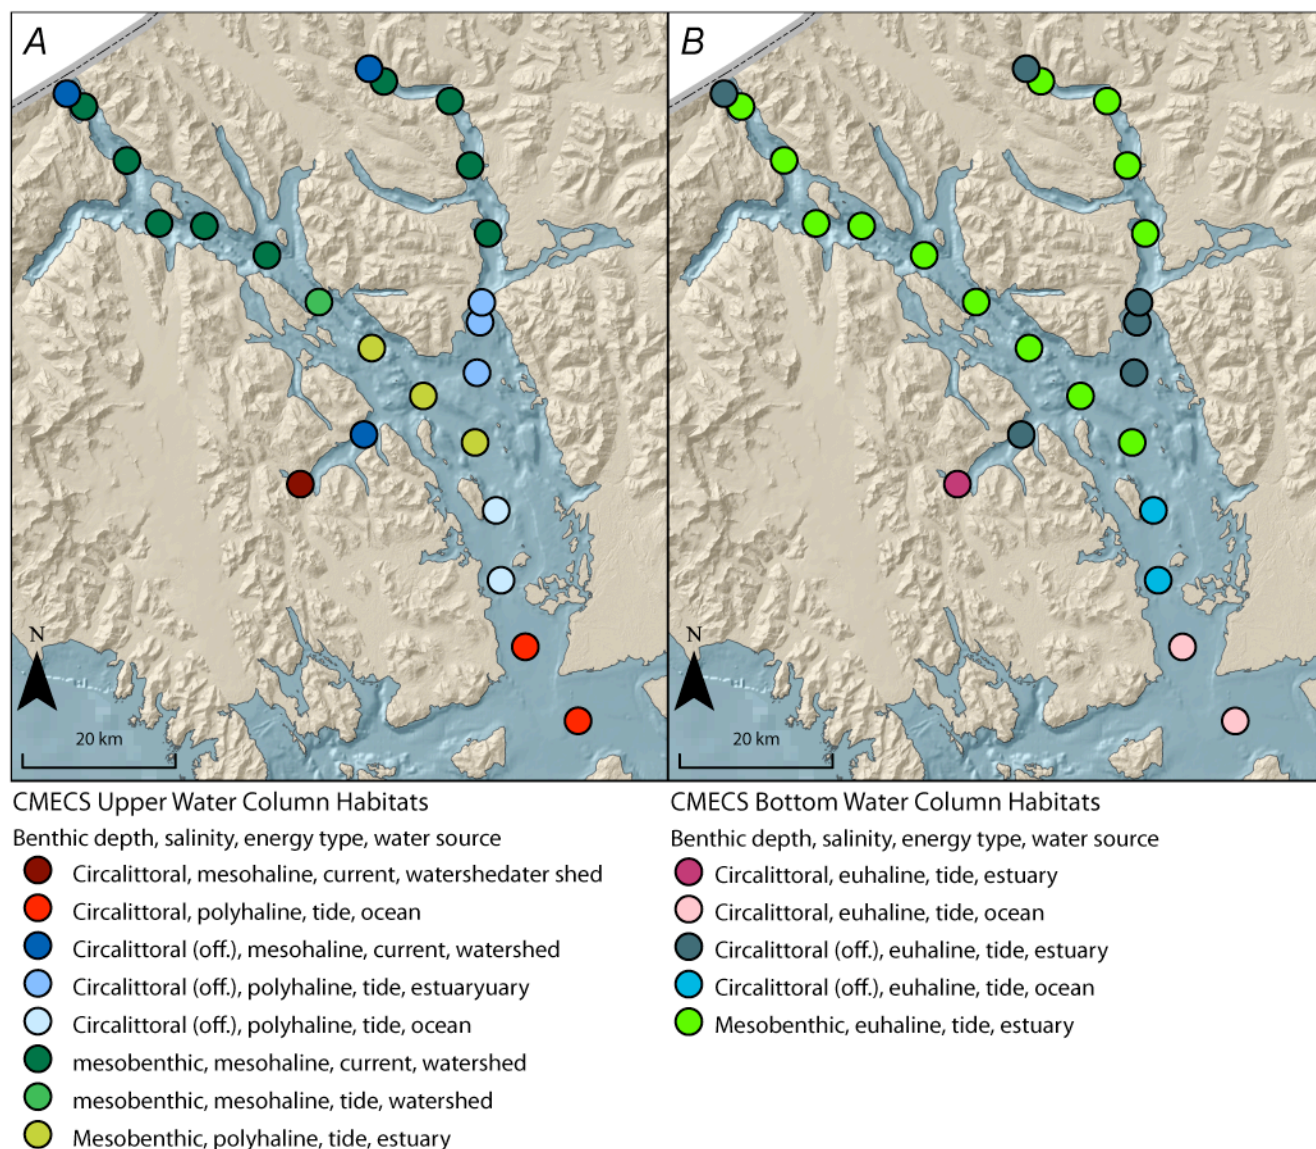 A
B
N
20 km
N
20 km
CMECS Upper Water Column Habitats
Benthic depth, salinity, energy type, water source
Circalittoral, mesohaline, current, watershedater shed
Circalittoral, polyhaline, tide, ocean
Circalittoral (off.), mesohaline, current, watershed
Circalittoral (off.), polyhaline, tide, estuaryuary
Circalittoral (off.), polyhaline, tide, ocean
mesobenthic, mesohaline, current, watershed
mesobenthic, mesohaline, tide, watershed
Mesobenthic, polyhaline, tide, estuary
CMECS Bottom Water Column Habitats
Benthic depth, salinity, energy type, water source
Circalittoral, euhaline, tide, estuary
Circalittoral, euhaline, tide, ocean
Circalittoral (off.), euhaline, tide, estuary
Circalittoral (off.), euhaline, tide, ocean
Mesobenthic, euhaline, tide, estuary